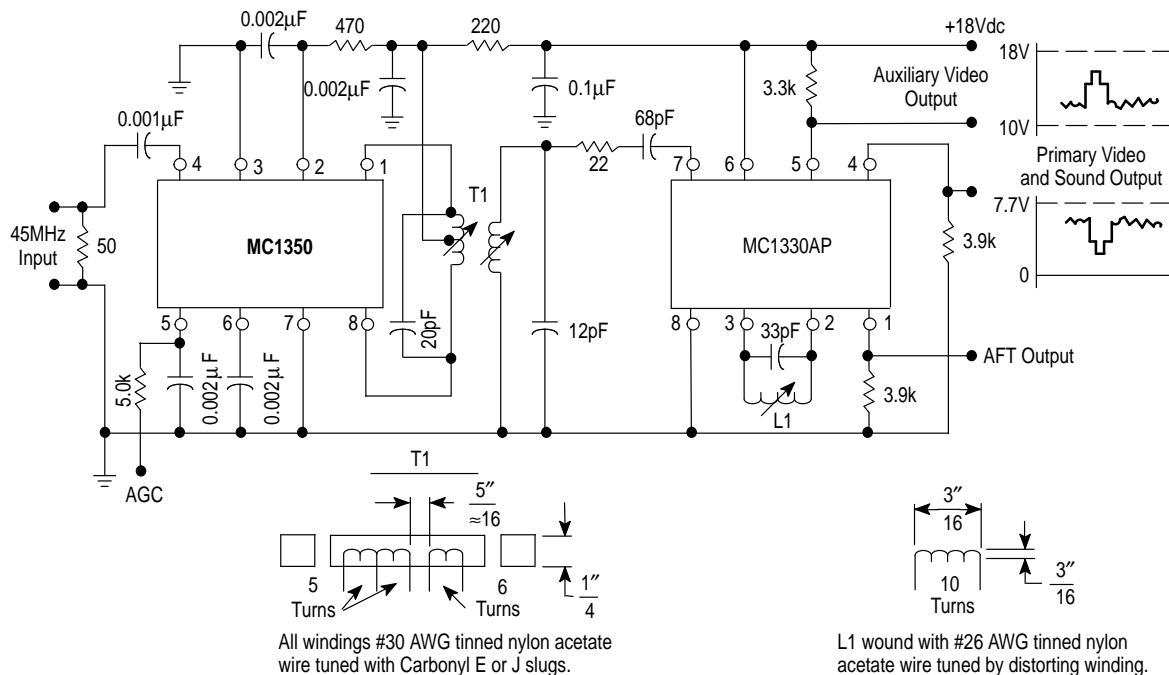 0.002µF
470
220
+18Vdc
18V
Auxiliary Video
Output
0.002µF
0.1µF
3.3k
10V
0.001µF
68pF
22
4
3
2
1
7
6
5
4
Primary Video
and Sound Output
7.7V
T1
45MHz
Input
50
MC1350
MC1330AP
3.9k
0
5
6
7
8
20pF
12pF
8
3
33pF
2
1
AFT Output
5.0k
0.002µF
0.002µF
L1
3.9k
AGC
T1
5″
≈16
3″
16
5
Turns
6
Turns
1″
4
10
Turns
3″
16
All windings #30 AWG tinned nylon acetate
wire tuned with Carbonyl E or J slugs.
L1 wound with #26 AWG tinned nylon
acetate wire tuned by distorting winding.